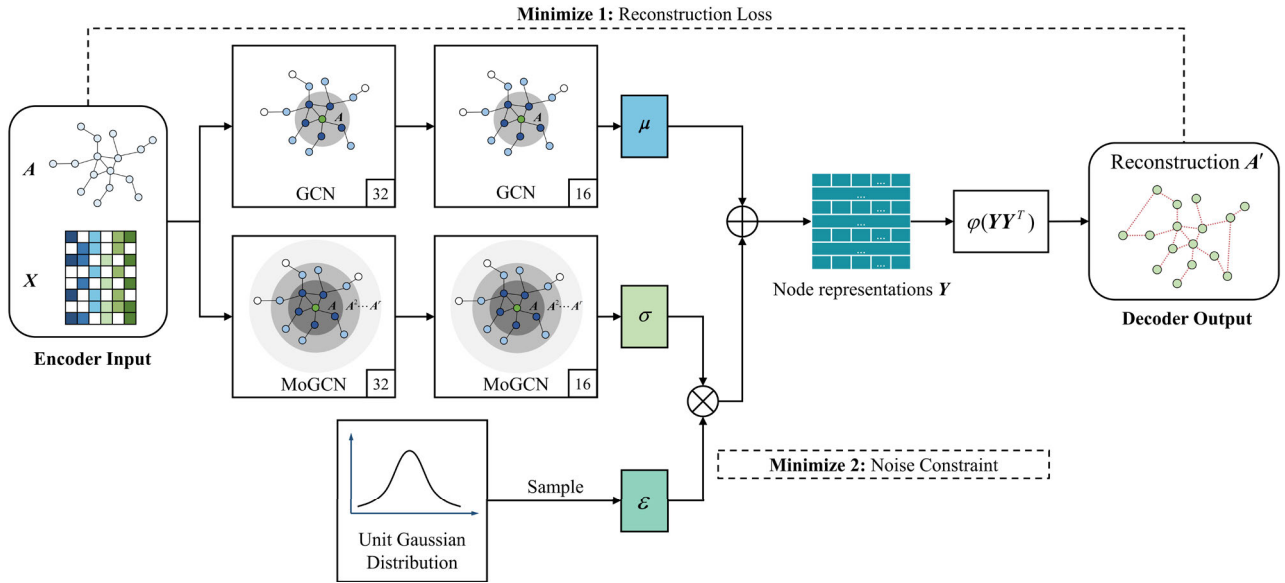 Minimize 1: Reconstruction Loss
A
X
Encoder Input
A
GCN
32
A
GCN
16
μ
A
A²⋯Aʳ
MoGCN
32
A
A²⋯Aʳ
MoGCN
16
σ
Unit Gaussian
Distribution
Sample
ε
Minimize 2: Noise Constraint
...
...
...
...
Node representations Y
φ(YYᵀ)
Reconstruction A'
Decoder Output